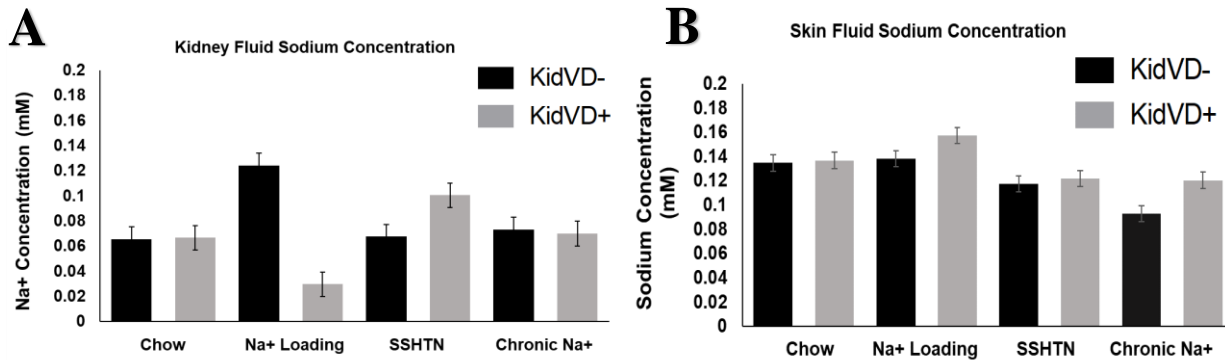 A
Kidney Fluid Sodium Concentration
KidVD-
KidVD+
Na+ Concentration (mM)
0.2
0.18
0.16
0.14
0.12
0.1
0.08
0.06
0.04
0.02
0
Chow Na+ Loading SSHTN Chronic Na+
B
Skin Fluid Sodium Concentration
KidVD-
KidVD+
Sodium Concentration
(mM)
0.2
0.18
0.16
0.14
0.12
0.1
0.08
0.06
0.04
0.02
0
Chow Na+ Loading SSHTN Chronic Na+